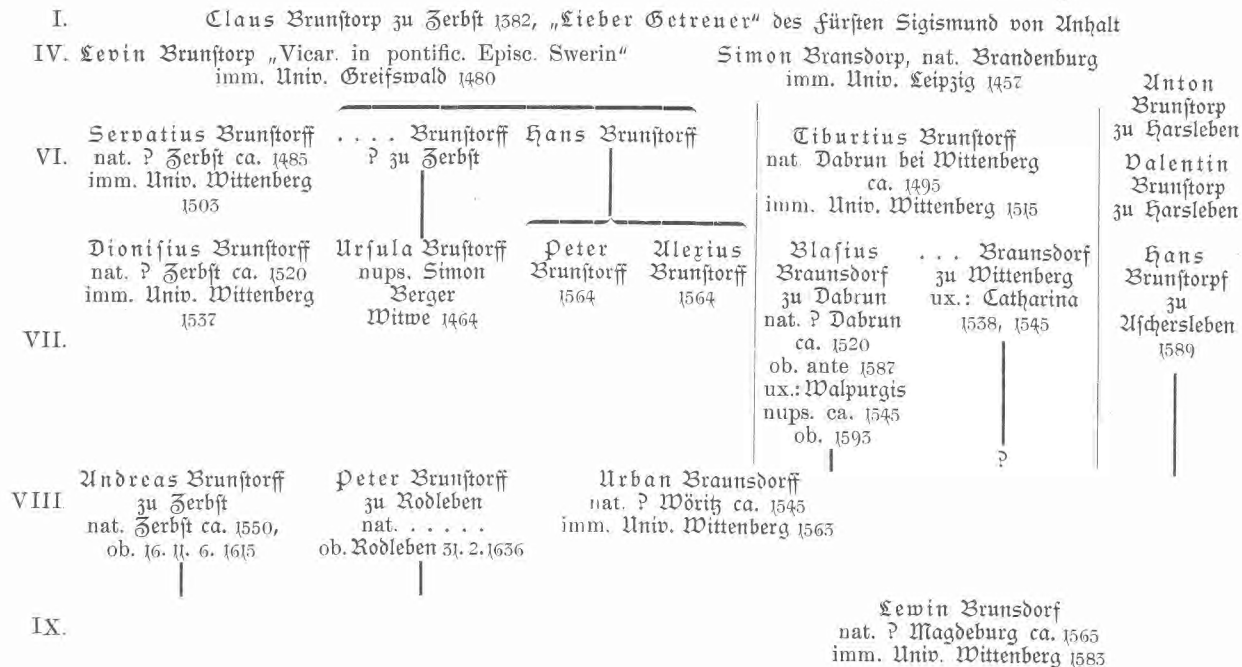 I. Claus Brunſtorp zu Zerbſt 1382, „Lieber Getreuer“ des Fürſten Sigismund von Anhalt
IV. Levin Brunſtorp „Vicar. in pontific. Episc. Swerin“
imm. Univ. Greifswald 1480
Simon Bransdorp, nat. Brandenburg
imm. Univ. Leipzig 1457
Anton
Brunſtorp
zu Harsleben
VI.
Servatius Brunſtorff
nat. ? Zerbſt ca. 1485
imm. Univ. Wittenberg
1503
. . . . Brunſtorff
? zu Zerbſt
Hans Brunſtorff
Tiburtius Brunſtorff
nat. Dabrun bei Wittenberg
ca. 1495
imm. Univ. Wittenberg 1515
Valentin
Brunſtorp
zu Harsleben
VII.
Dioniſius Brunſtorff
nat. ? Zerbſt ca. 1520
imm. Univ. Wittenberg
1537
Urſula Bruſtorff
nups. Simon
Berger
Witwe 1464
Peter
Brunſtorff
1564
Alexius
Brunſtorff
1564
Blaſius
Braunsdorf
zu Dabrun
nat. ? Dabrun
ca. 1520
ob. ante 1587
ux.: Walpurgis
nups. ca. 1545
ob. 1593
. . . Braunsdorf
zu Wittenberg
ux.: Catharina
1538, 1545
?
Hans
Brunſtorpf
zu
Aſchersleben
1589
VIII
Andreas Brunſtorff
zu Zerbſt
nat. Zerbſt ca. 1550,
ob. 16. 11. 6. 1615
Peter Brunſtorff
zu Rodleben
nat. . . . . .
ob. Rodleben 31. 2. 1636
Urban Braunsdorff
nat. ? Wöritz ca. 1545
imm. Univ. Wittenberg 1563
IX.
Lewin Brunsdorf
nat. ? Magdeburg ca. 1565
imm. Univ. Wittenberg 1583